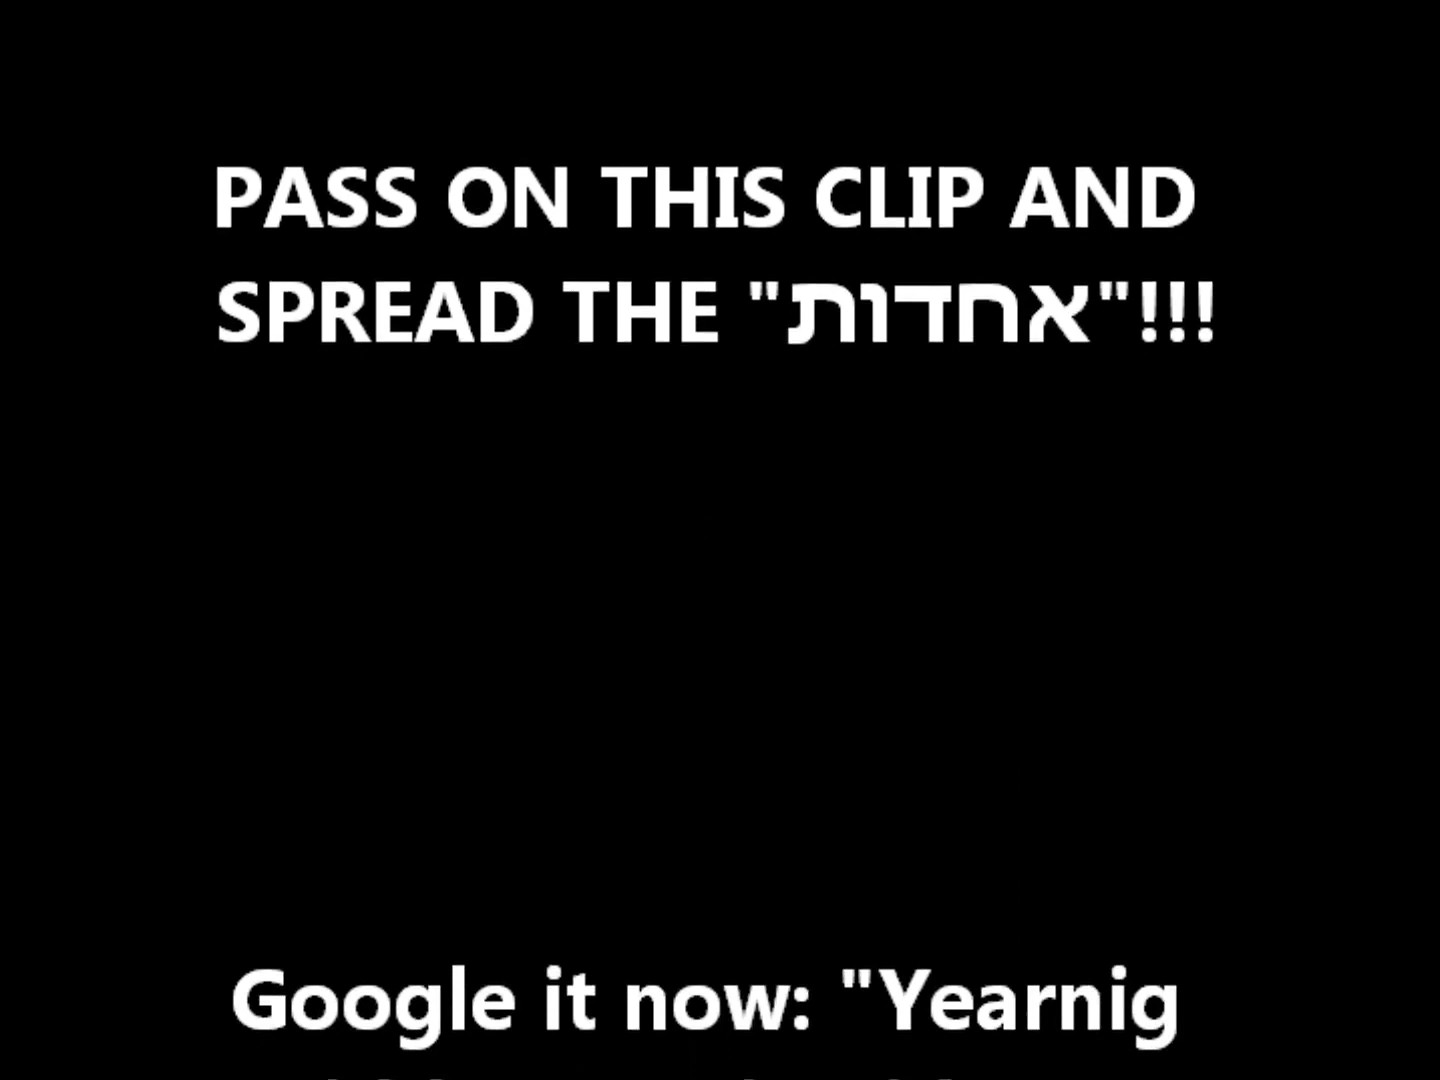 PASS ON THIS CLIP AND
SPREAD THE "אחדות"!!!
Google it now: "Yearnig